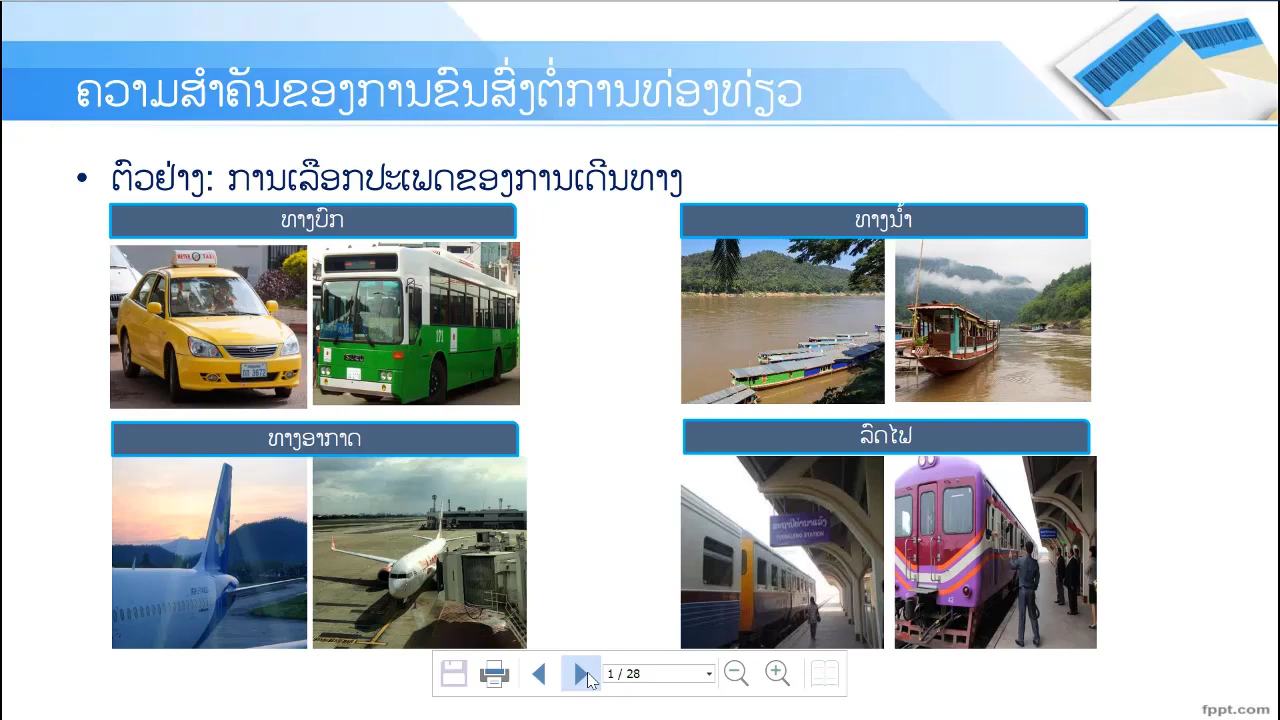 ຄວາມສຳຄັນຂອງການຂົນສົ່ງຕໍ່ການທ່ອງທ່ຽວ
• ຕົວຢ່າງ: ການເລືອກປະເພດຂອງການເດີນທາງ
ທາງບົກ
ທາງນ້ຳ
TAXI
3672
171
ທາງອາກາດ
ລົດໄຟ
STATION
1 / 28
fppt.com